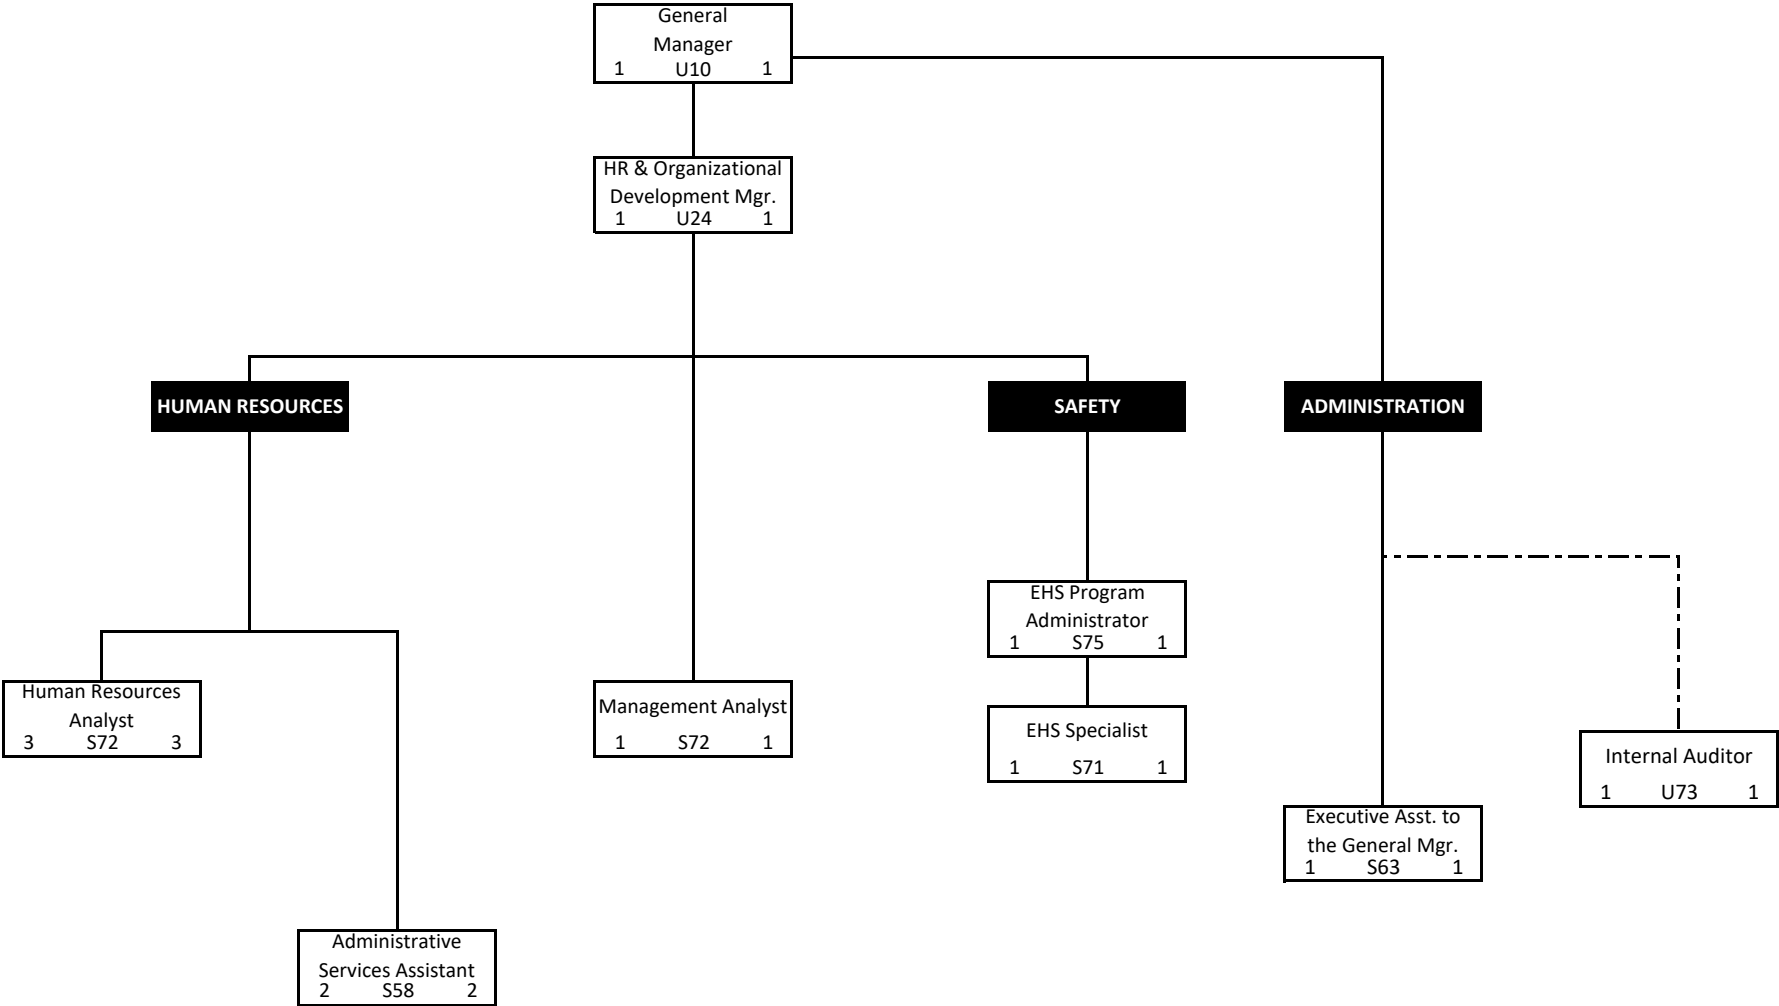 General
Manager
1 U10 1
HR & Organizational
Development Mgr.
1 U24 1
HUMAN RESOURCES
SAFETY
ADMINISTRATION
EHS Program
Administrator
1 S75 1
Human Resources
Analyst
3 S72 3
Management Analyst
1 S72 1
EHS Specialist
1 S71 1
Internal Auditor
1 U73 1
Executive Asst. to
the General Mgr.
1 S63 1
Administrative
Services Assistant
2 S58 2